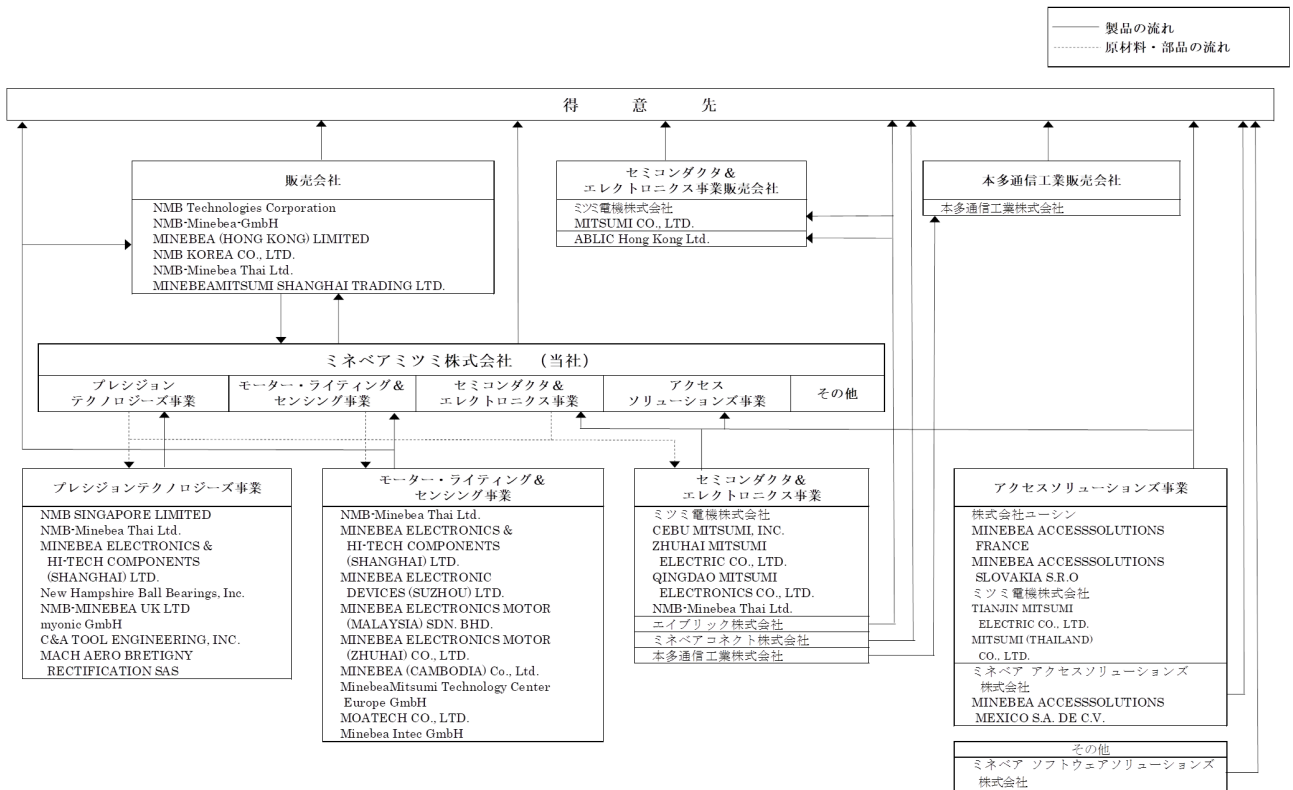 製品の流れ
原材料・部品の流れ
得意先
販売会社
NMB Technologies Corporation
NMB-Minebea-GmbH
MINEBEA (HONG KONG) LIMITED
NMB KOREA CO., LTD.
NMB-Minebea Thai Ltd.
MINEBEAMITSUMI SHANGHAI TRADING LTD.
セミコンダクタ&
エレクトロニクス事業販売会社
ミツミ電機株式会社
MITSUMI CO., LTD.
ABLIC Hong Kong Ltd.
本多通信工業販売会社
本多通信工業株式会社
ミネベアミツミ株式会社 (当社)
プレシジョン
テクノロジーズ事業
モーター・ライティング&
センシング事業
セミコンダクタ&
エレクトロニクス事業
アクセス
ソリューションズ事業
その他
プレシジョンテクノロジーズ事業
NMB SINGAPORE LIMITED
NMB-Minebea Thai Ltd.
MINEBEA ELECTRONICS &
HI-TECH COMPONENTS
(SHANGHAI) LTD.
New Hampshire Ball Bearings, Inc.
NMB-MINEBEA UK LTD
myonic GmbH
C&A TOOL ENGINEERING, INC.
MACH AERO BRETIGNY
RECTIFICATION SAS
モーター・ライティング&
センシング事業
NMB-Minebea Thai Ltd.
MINEBEA ELECTRONICS &
HI-TECH COMPONENTS
(SHANGHAI) LTD.
MINEBEA ELECTRONIC
DEVICES (SUZHOU) LTD.
MINEBEA ELECTRONICS MOTOR
(MALAYSIA) SDN. BHD.
MINEBEA ELECTRONICS MOTOR
(ZHUHAI) CO., LTD.
MINEBEA (CAMBODIA) Co., Ltd.
MinebeaMitsumi Technology Center
Europe GmbH
MOATECH CO., LTD.
Minebea Intec GmbH
セミコンダクタ&
エレクトロニクス事業
ミツミ電機株式会社
CEBU MITSUMI, INC.
ZHUHAI MITSUMI
ELECTRIC CO., LTD.
QINGDAO MITSUMI
ELECTRONICS CO., LTD.
NMB-Minebea Thai Ltd.
エイブリック株式会社
ミネベアコネクト株式会社
本多通信工業株式会社
アクセスソリューションズ事業
株式会社ユーシン
MINEBEA ACCESSSOLUTIONS
FRANCE
MINEBEA ACCESSSOLUTIONS
SLOVAKIA S.R.O
ミツミ電機株式会社
TIANJIN MITSUMI
ELECTRIC CO., LTD.
MITSUMI (THAILAND)
CO., LTD.
ミネベア アクセスソリューションズ
株式会社
MINEBEA ACCESSSOLUTIONS
MEXICO S.A. DE C.V.
その他
ミネベア ソフトウェアソリューションズ
株式会社